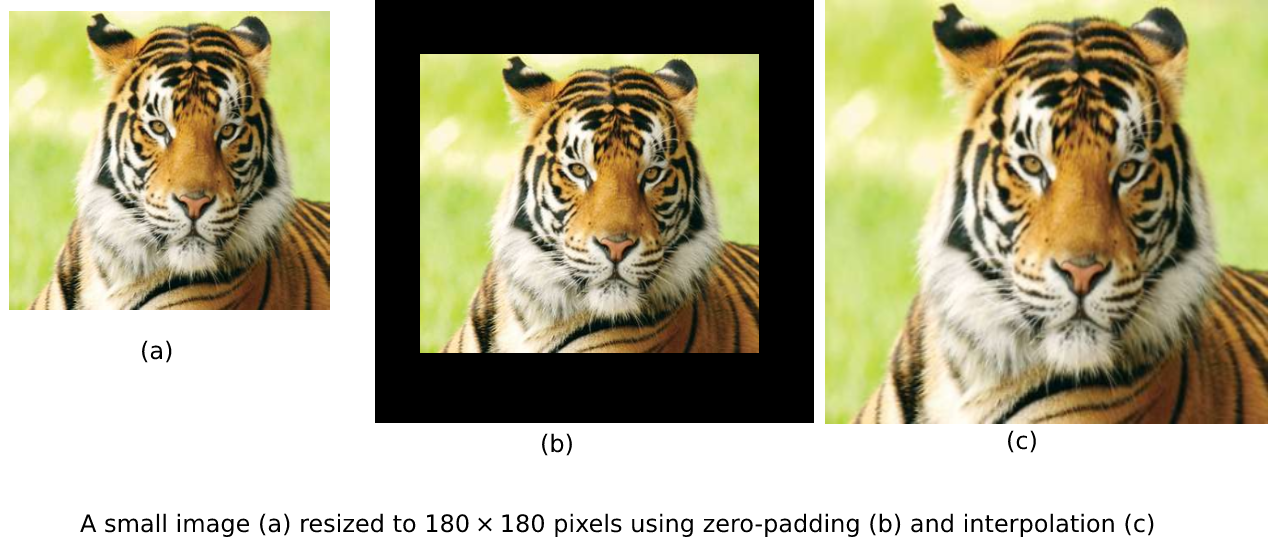 (a)
(b)
(c)
A small image (a) resized to 180 × 180 pixels using zero-padding (b) and interpolation (c)